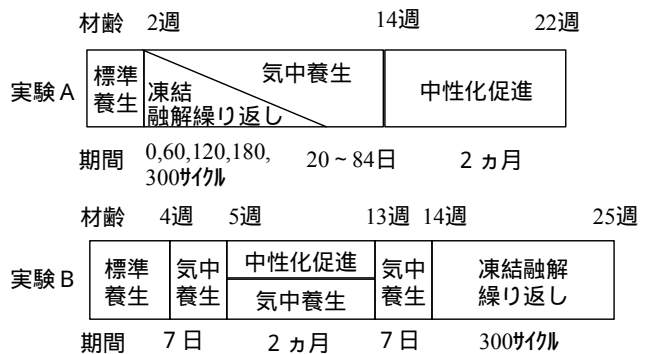 材齢 2週 14週 22週
実験A
標準
養生
凍結
融解繰り返し
気中養生
中性化促進
期間 0,60,120,180,
300ｻｲｸﾙ
20～84日 2ヵ月
材齢 4週 5週 13週 14週 25週
実験B
標準
養生
気中
養生
中性化促進
気中養生
気中
養生
凍結融解
繰り返し
期間 7日 2ヵ月 7日 300ｻｲｸﾙ